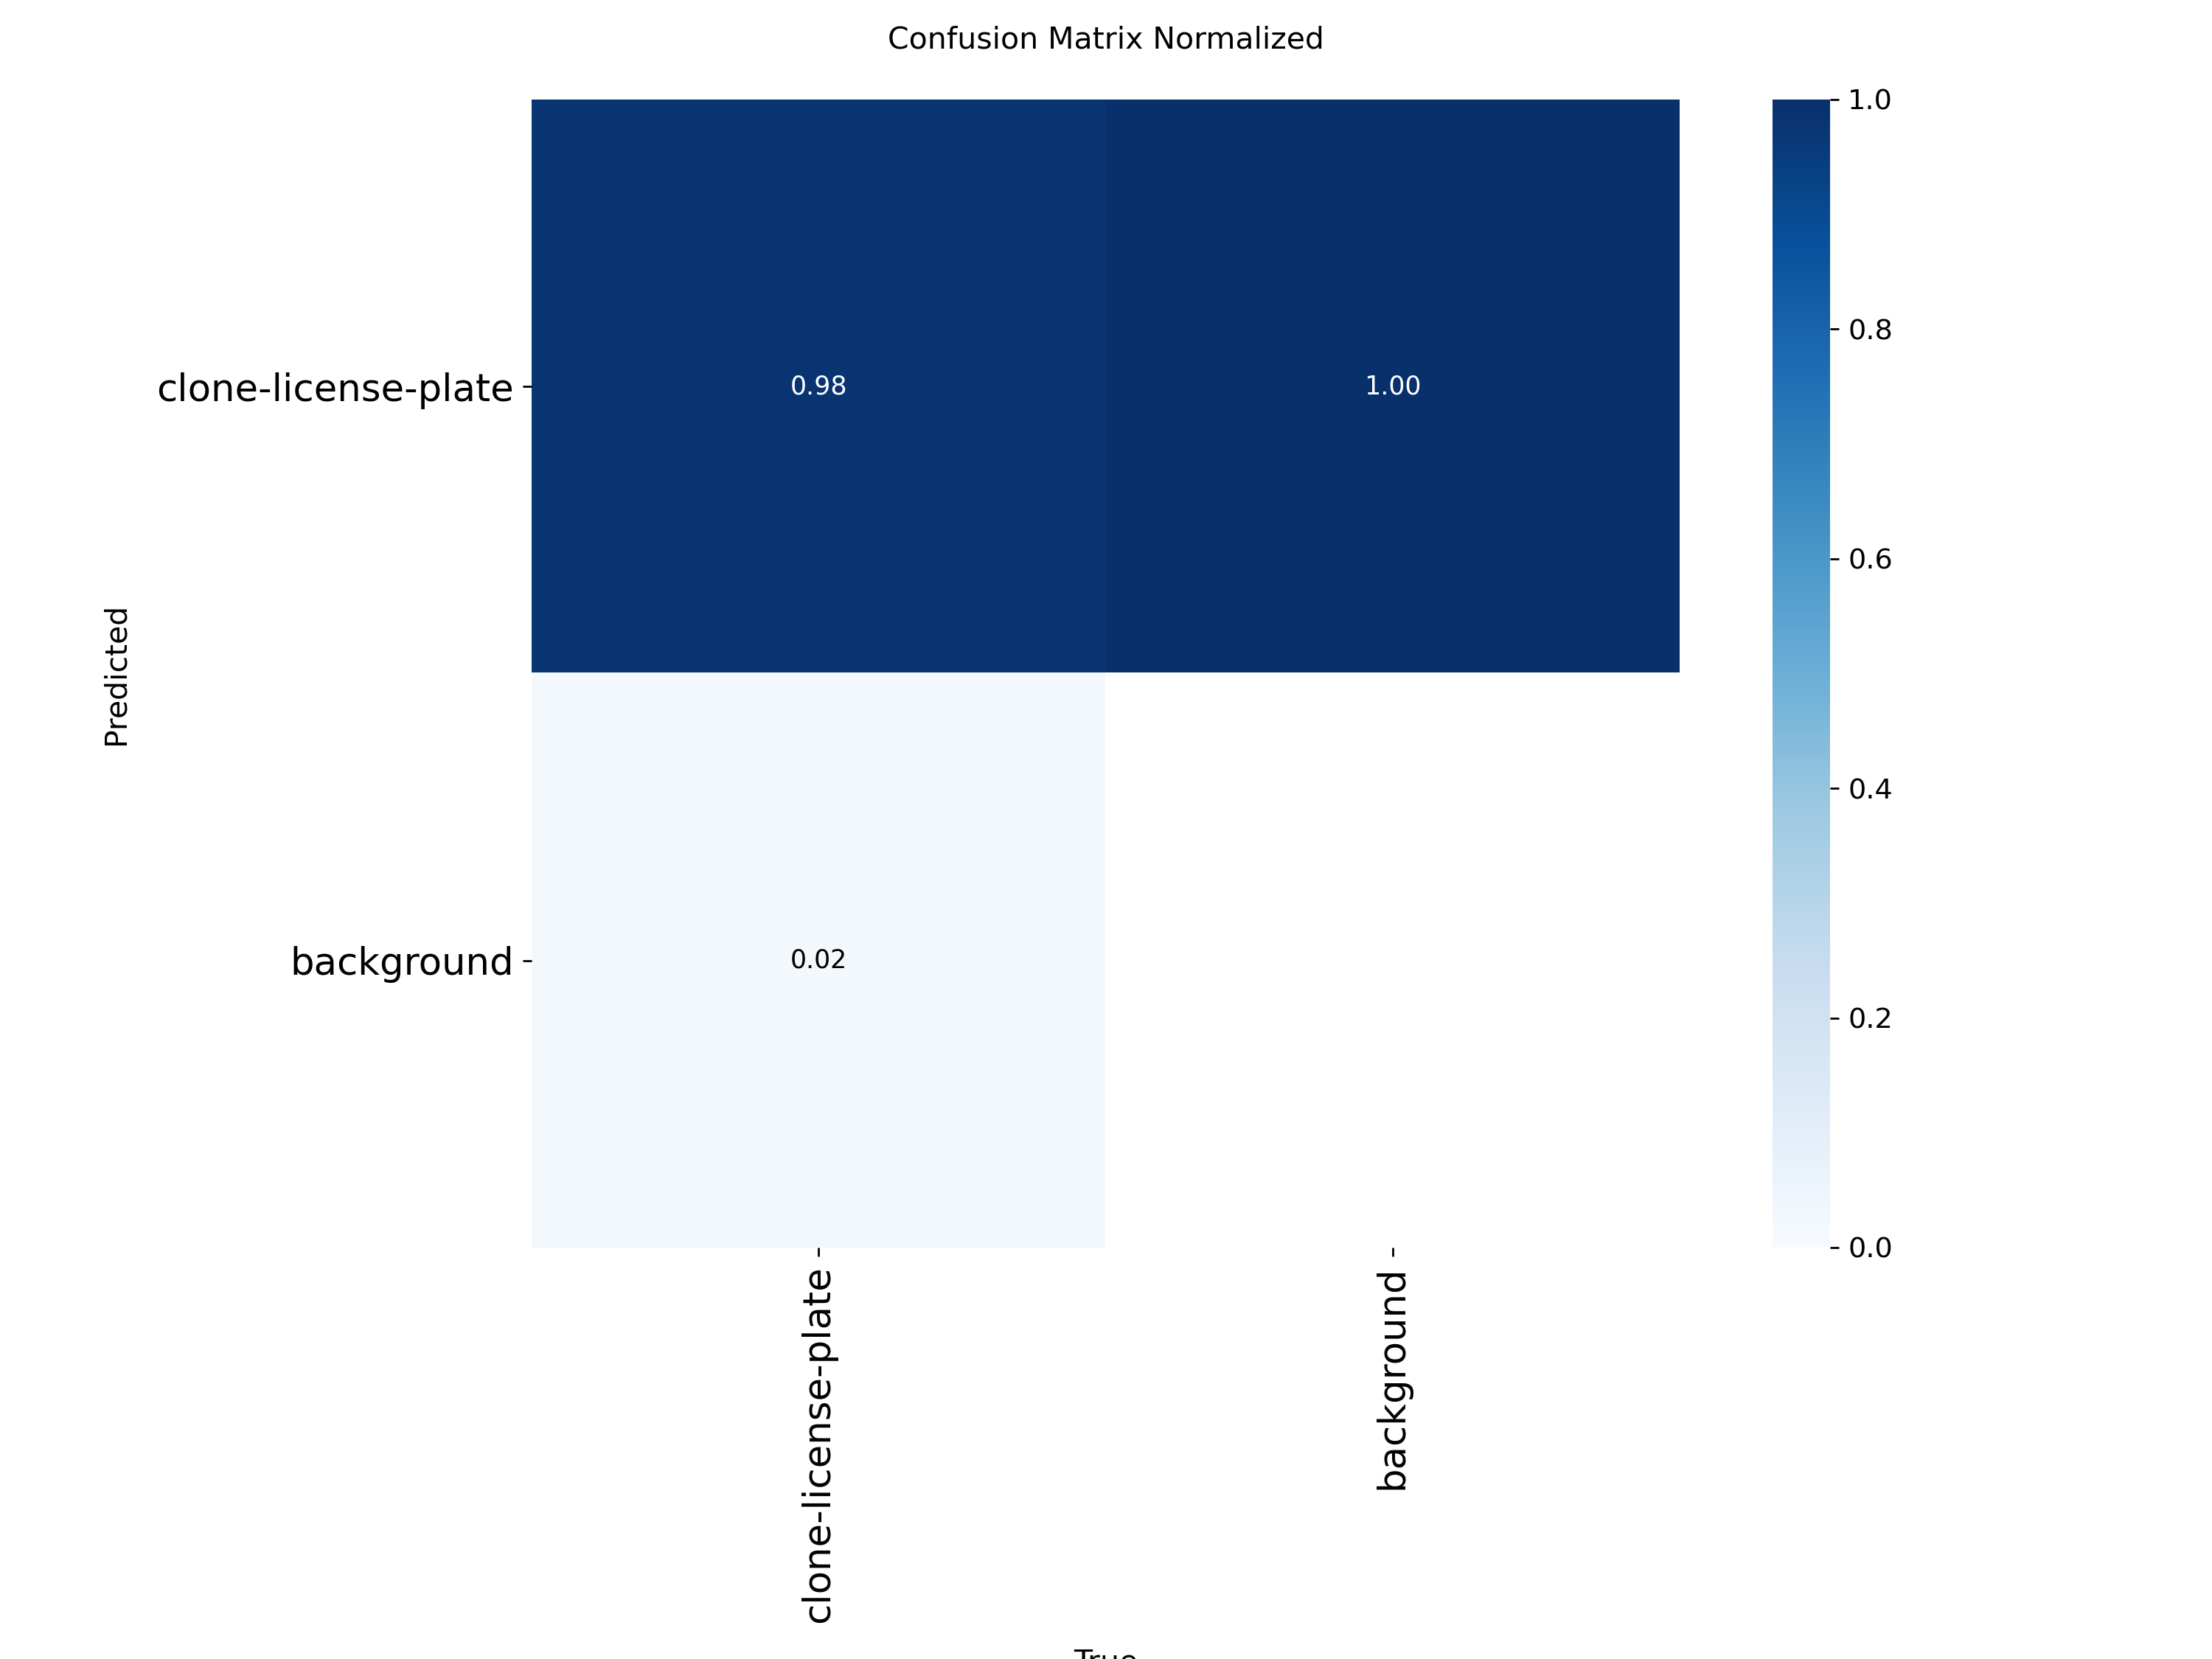 Confusion Matrix Normalized
1.0
0.8
0.6
0.4
0.2
0.0
Predicted
clone-license-plate
0.98
1.00
background
0.02
clone-license-plate
background
True